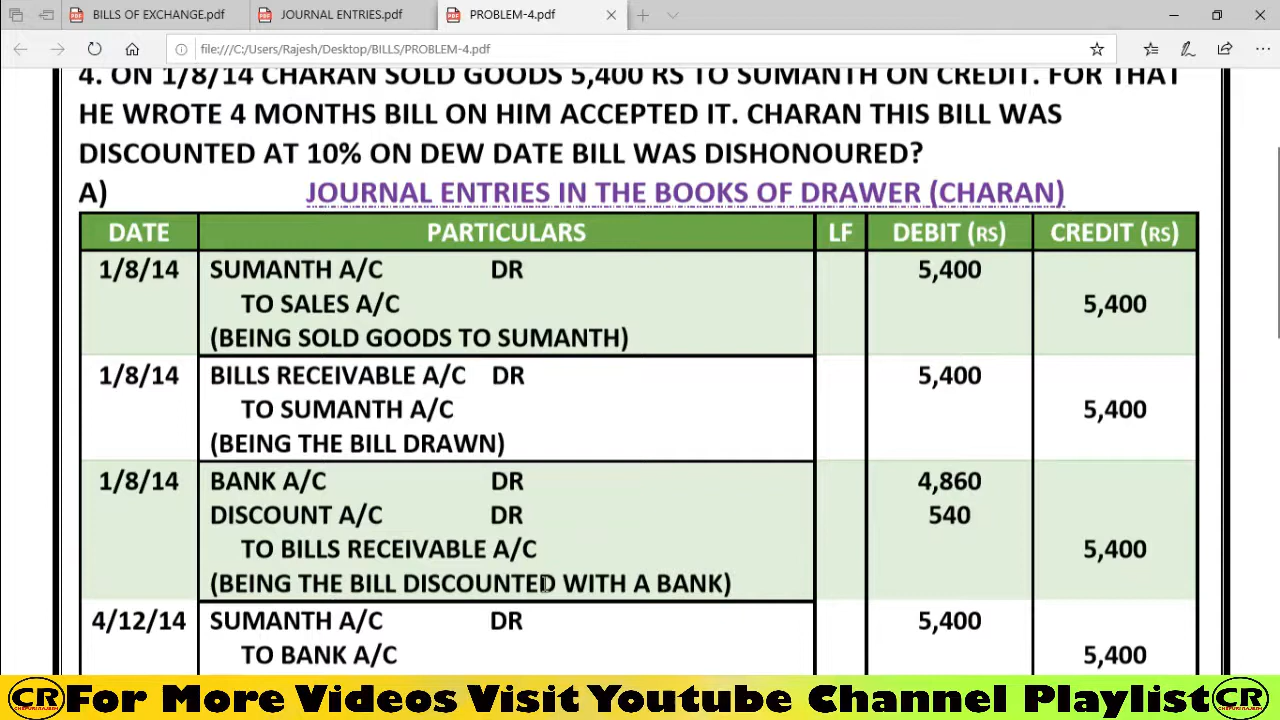 BILLS OF EXCHANGE.pdf
JOURNAL ENTRIES.pdf
PROBLEM-4.pdf
file:///C:/Users/Rajesh/Desktop/BILLS/PROBLEM-4.pdf
4. ON 1/8/14 CHARAN SOLD GOODS 5,400 RS TO SUMANTH ON CREDIT. FOR THAT
HE WROTE 4 MONTHS BILL ON HIM ACCEPTED IT. CHARAN THIS BILL WAS
DISCOUNTED AT 10% ON DEW DATE BILL WAS DISHONOURED?
A) JOURNAL ENTRIES IN THE BOOKS OF DRAWER (CHARAN)
DATE PARTICULARS LF DEBIT (RS) CREDIT (RS)
1/8/14 SUMANTH A/C DR 5,400
TO SALES A/C 5,400
(BEING SOLD GOODS TO SUMANTH)
1/8/14 BILLS RECEIVABLE A/C DR 5,400
TO SUMANTH A/C 5,400
(BEING THE BILL DRAWN)
1/8/14 BANK A/C DR 4,860
DISCOUNT A/C DR 540
TO BILLS RECEIVABLE A/C 5,400
(BEING THE BILL DISCOUNTED WITH A BANK)
4/12/14 SUMANTH A/C DR 5,400
TO BANK A/C 5,400
CR For More Videos Visit Youtube Channel Playlist CR